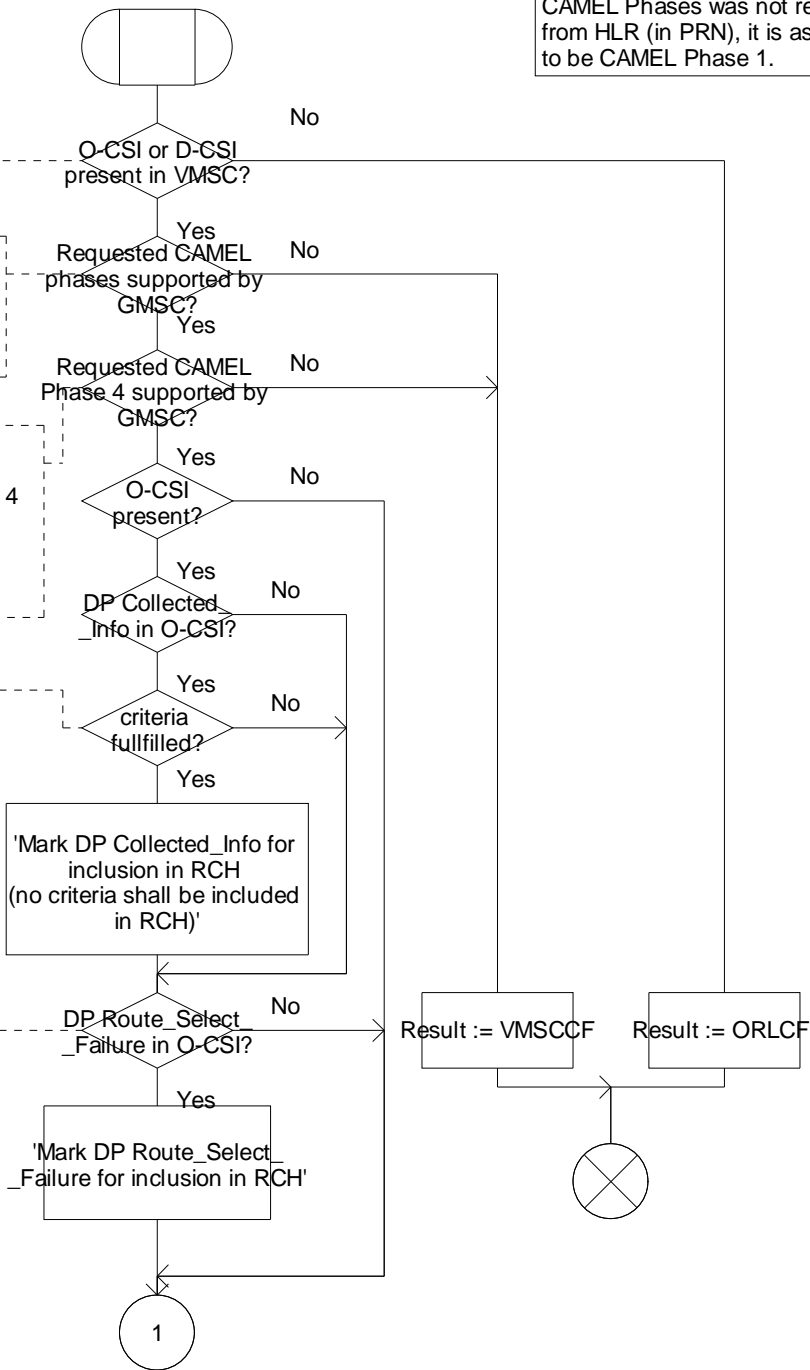 CAMEL Phases was not re
from HLR (in PRN), it is as
to be CAMEL Phase 1.
No
O-CSI or D-CSI
present in VMSC?
Yes
No
Requested CAMEL
phases supported by
GMSC?
Yes
No
Requested CAMEL
Phase 4 supported by
GMSC?
Yes
No
4
O-CSI
present?
Yes
No
DP Collected_
_Info in O-CSI?
Yes
No
criteria
fullfilled?
Yes
'Mark DP Collected_Info for
inclusion in RCH
(no criteria shall be included
in RCH)'
No
DP Route_Select_
_Failure in O-CSI?
Result := VMSCCF
Result := ORLCF
Yes
'Mark DP Route_Select_
_Failure for inclusion in RCH'
1